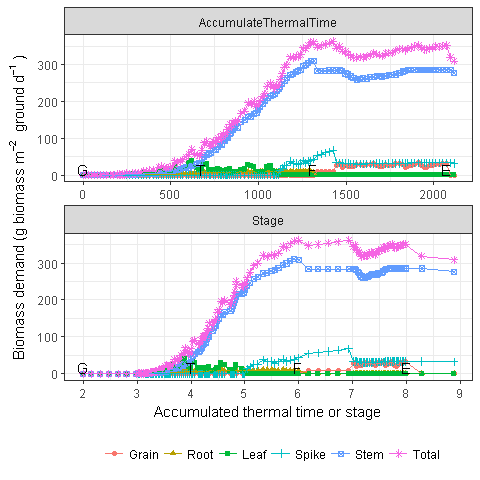 AccumulateThermalTime
300
200
100
0
G T F E
0 500 1000 1500 2000
Stage
300
200
100
0
G T F E
2 3 4 5 6 7 8 9
Biomass demand (g biomass m⁻² ground d⁻¹ )
Accumulated thermal time or stage
Grain Root Leaf Spike Stem Total